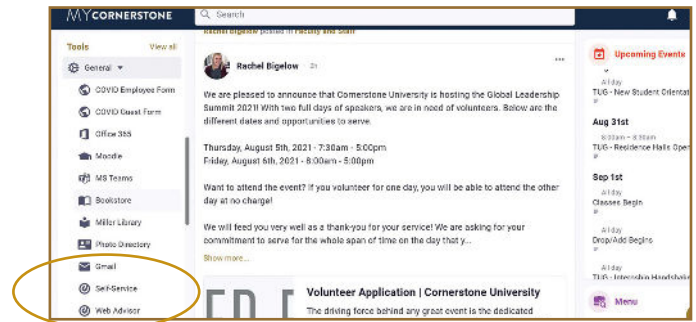 MYCORNERSTONE
Search
Rachel Bigelow posted in Faculty and Staff
Tools
View all
General
COVID Employee Form
COVID Guest Form
Office 365
Moodle
MS Teams
Bookstore
Miller Library
Photo Directory
Gmail
Self-Service
Web Advisor
Rachel Bigelow
2h
We are pleased to announce that Cornerstone University is hosting the Global Leadership
Summit 2021! With two full days of speakers, we are in need of volunteers. Below are the
different dates and opportunities to serve.
Thursday, August 5th, 2021 - 7:30am - 5:00pm
Friday, August 6th, 2021 - 8:00am - 5:00pm
Want to attend the event? If you volunteer for one day, you will be able to attend the other
day at no charge!
We will feed you very well as a thank-you for your service! We are asking for your
commitment to serve for the whole span of time on the day that y...
Show more...
Volunteer Application | Cornerstone University
The driving force behind any great event is the dedicated
Upcoming Events
All day
TUG - New Student Orientat
Aug 31st
8:00am - 8:30am
TUG - Residence Halls Open
Sep 1st
All day
Classes Begin
All day
Drop/Add Begins
All day
TUG - Internship Handshake
Menu